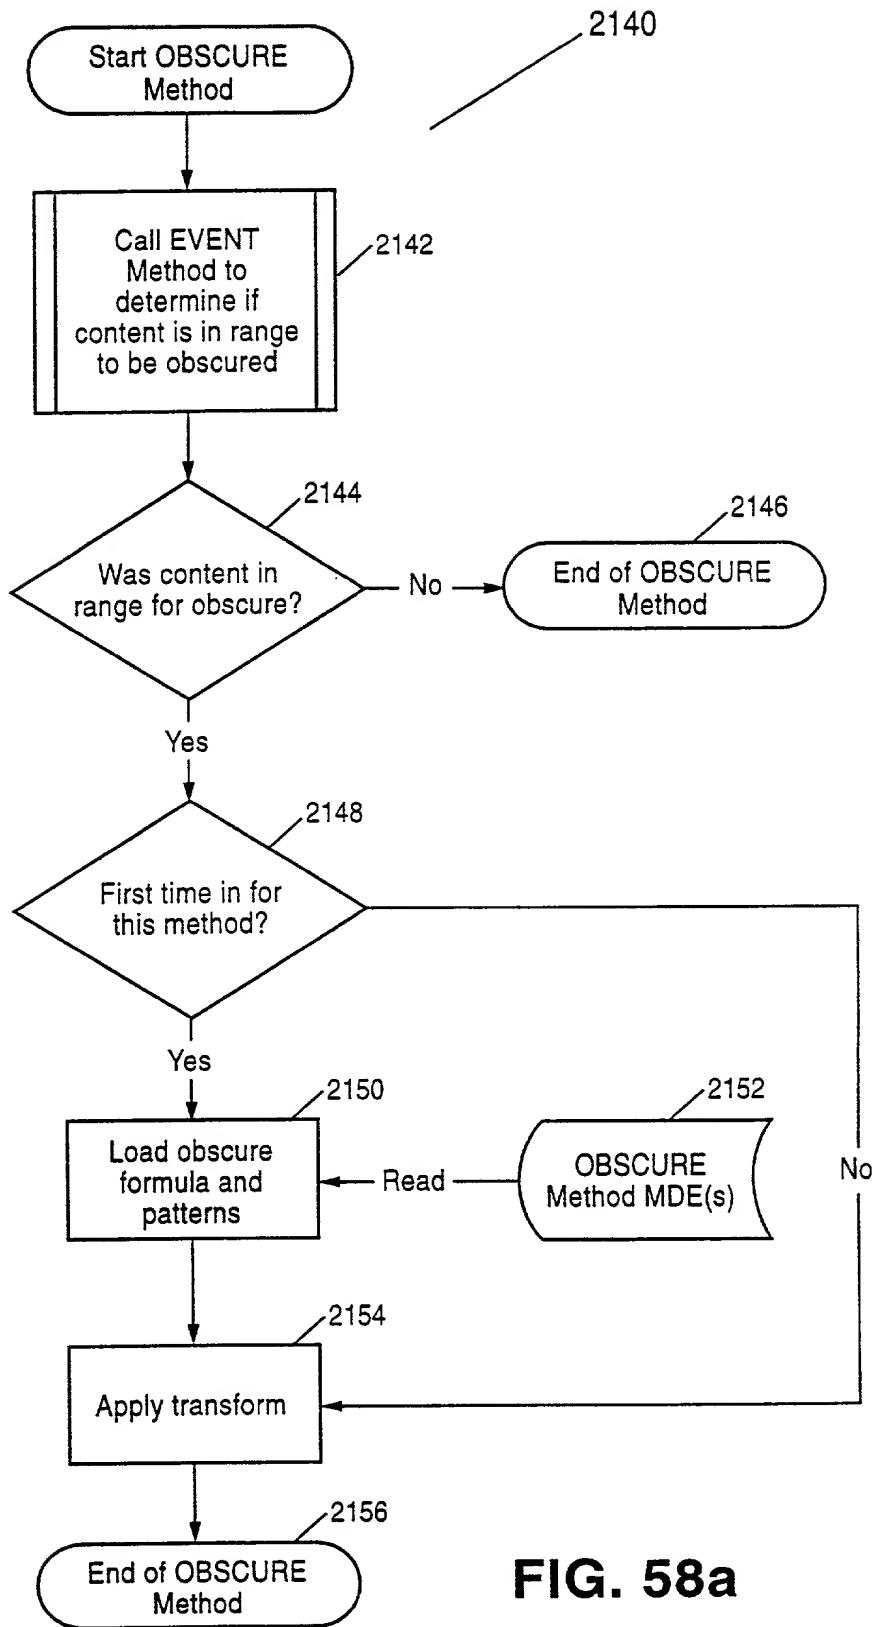 2140
Start OBSCURE
Method
Call EVENT
Method to
determine if
content is in range
to be obscured
2142
2144
Was content in
range for obscure?
No
2146
End of OBSCURE
Method
Yes
2148
First time in for
this method?
Yes
2150
Load obscure
formula and
patterns
Read
2152
OBSCURE
Method MDE(s)
No
2154
Apply transform
2156
End of OBSCURE
Method
FIG. 58a